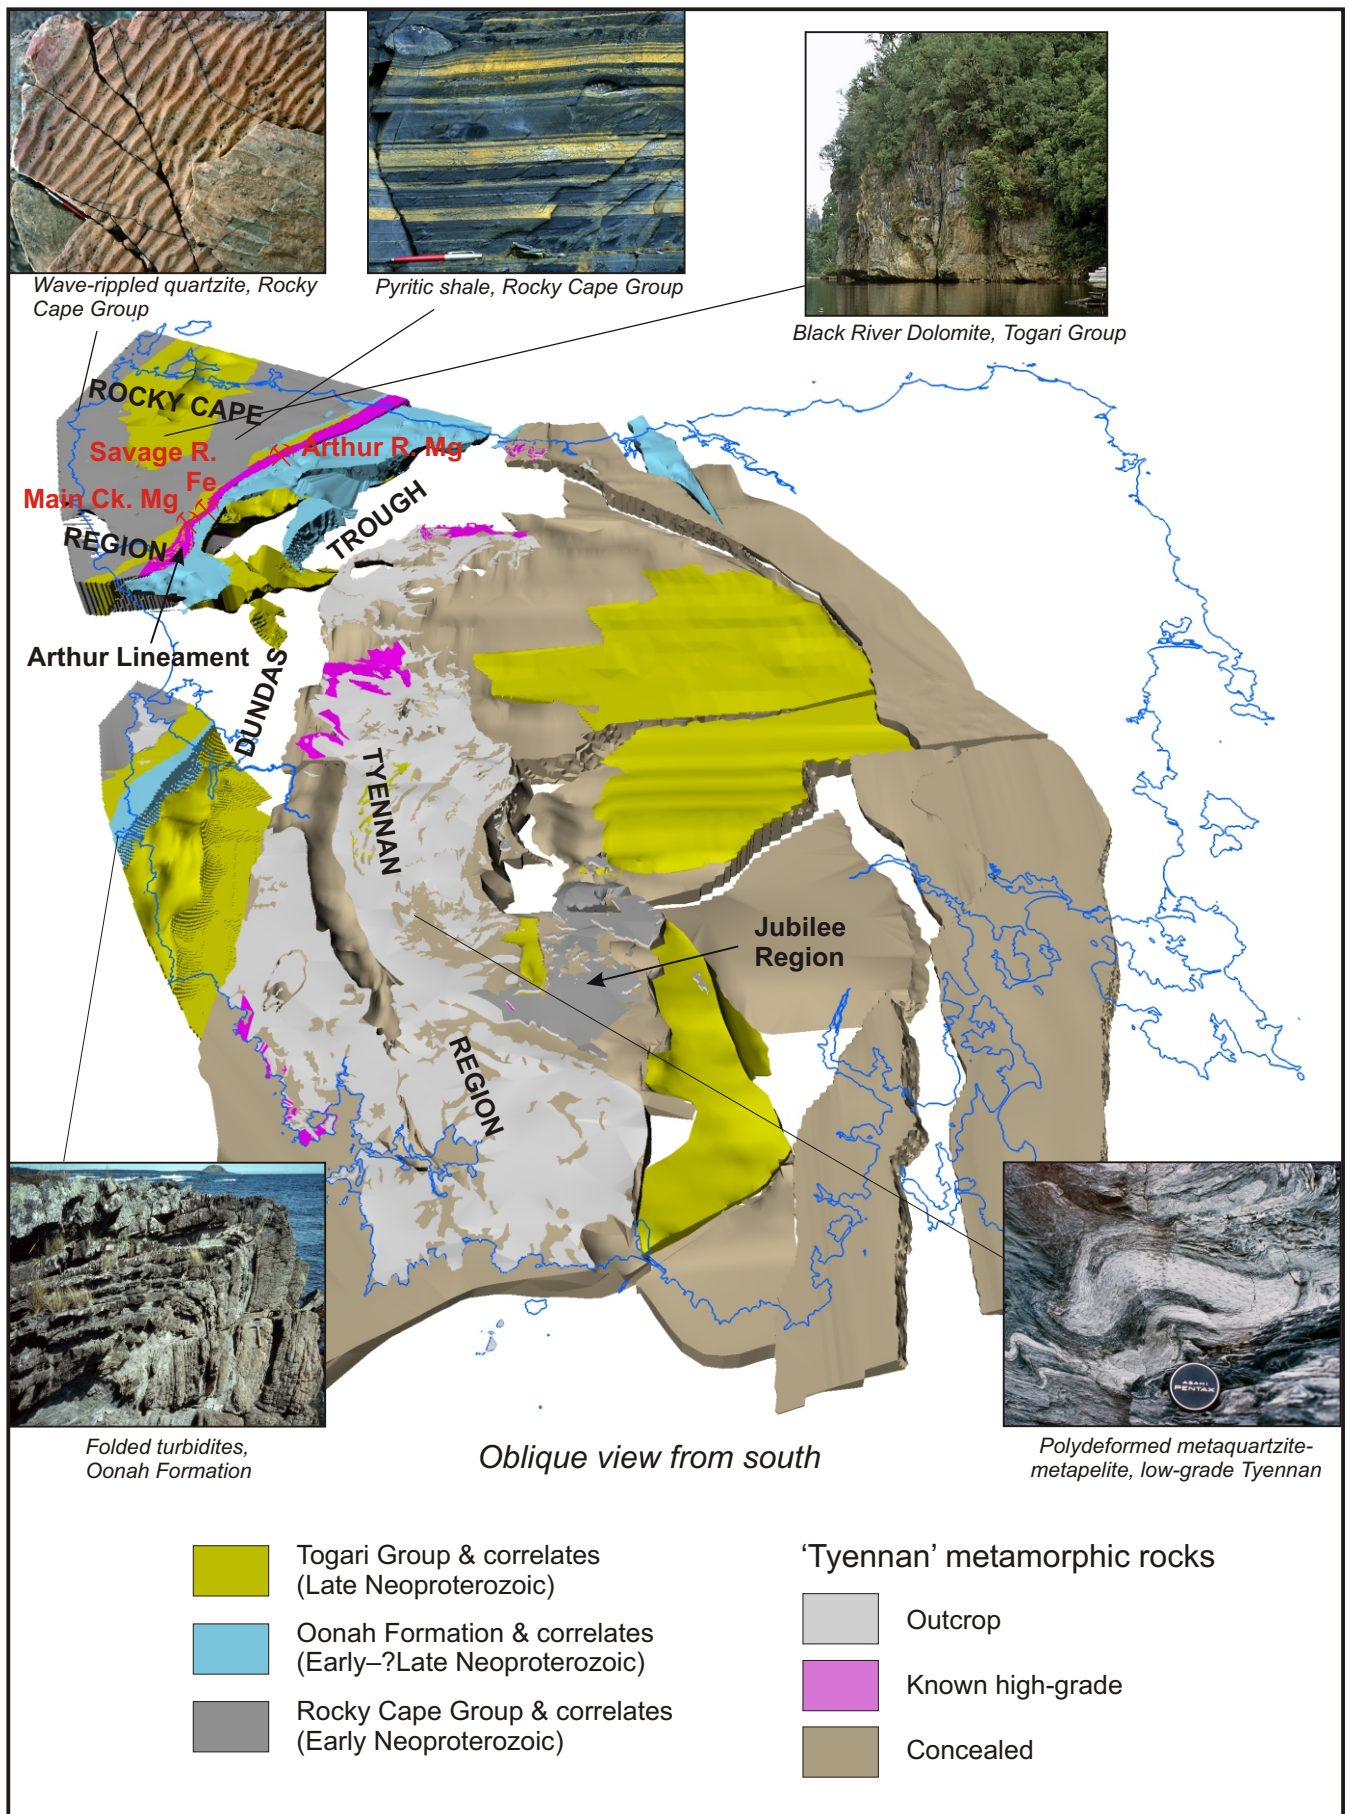 Wave-rippled quartzite, Rocky
Cape Group
Pyritic shale, Rocky Cape Group
Black River Dolomite, Togari Group
ROCKY CAPE
Savage R.
Fe
Arthur R. Mg
Main Ck. Mg
REGION
TROUGH
Arthur Lineament
DUNDAS
TYENNAN
Jubilee
Region
REGION
ASAHI
PENTAX
Folded turbidites,
Oonah Formation
Oblique view from south
Polydeformed metaquartzite-
metapelite, low-grade Tyennan
Togari Group & correlates
(Late Neoproterozoic)
Oonah Formation & correlates
(Early–?Late Neoproterozoic)
Rocky Cape Group & correlates
(Early Neoproterozoic)
‘Tyennan’ metamorphic rocks
Outcrop
Known high-grade
Concealed